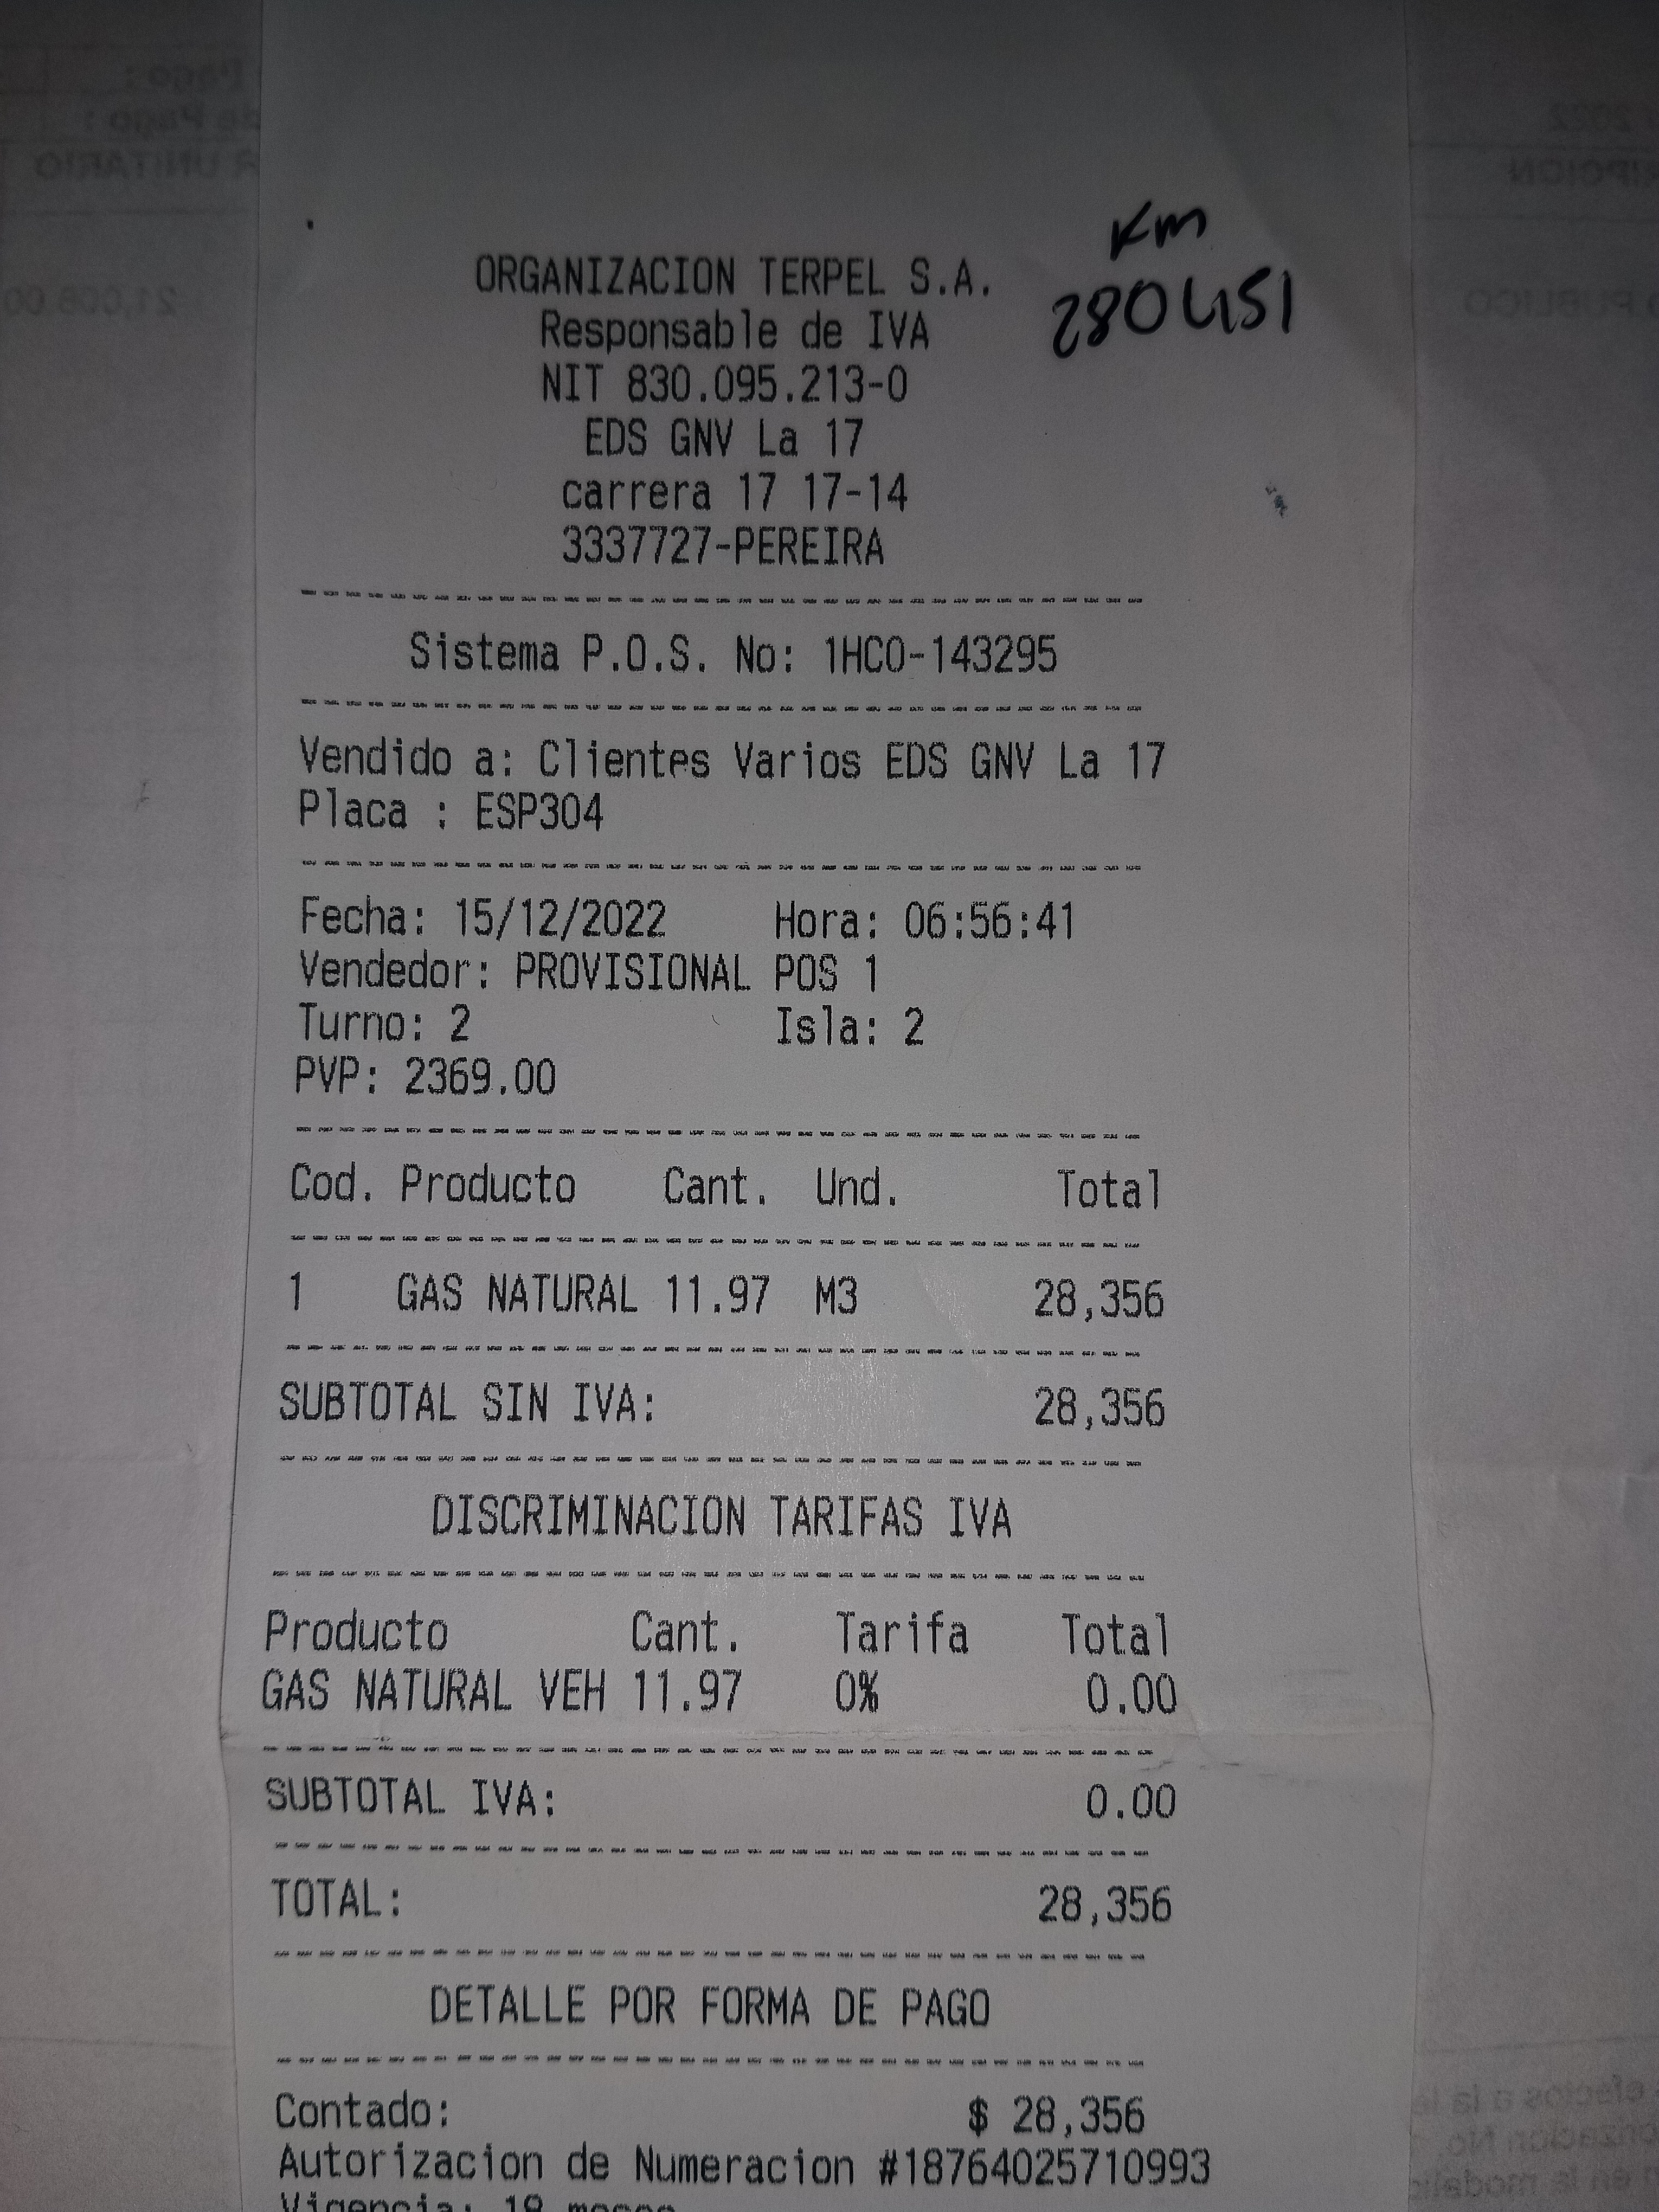 Km
280451
ORGANIZACION TERPEL S.A.
Responsable de IVA
NIT 830.095.213-0
EDS GNV La 17
carrera 17 17-14
3337727-PEREIRA
Sistema P.O.S. No: 1HCO-143295
Vendido a: Clientes Varios EDS GNV La 17
Placa : ESP304
Fecha: 15/12/2022 Hora: 06:56:41
Vendedor: PROVISIONAL POS 1
Turno: 2 Isla: 2
PVP: 2369.00
Cod. Producto Cant. Und. Total
1 GAS NATURAL 11.97 M3 28,356
SUBTOTAL SIN IVA: 28,356
DISCRIMINACION TARIFAS IVA
Producto Cant. Tarifa Total
GAS NATURAL VEH 11.97 0% 0.00
SUBTOTAL IVA: 0.00
TOTAL: 28,356
DETALLE POR FORMA DE PAGO
Contado: $ 28,356
Autorizacion de Numeracion #18764025710993
Vigencia: 18 meses